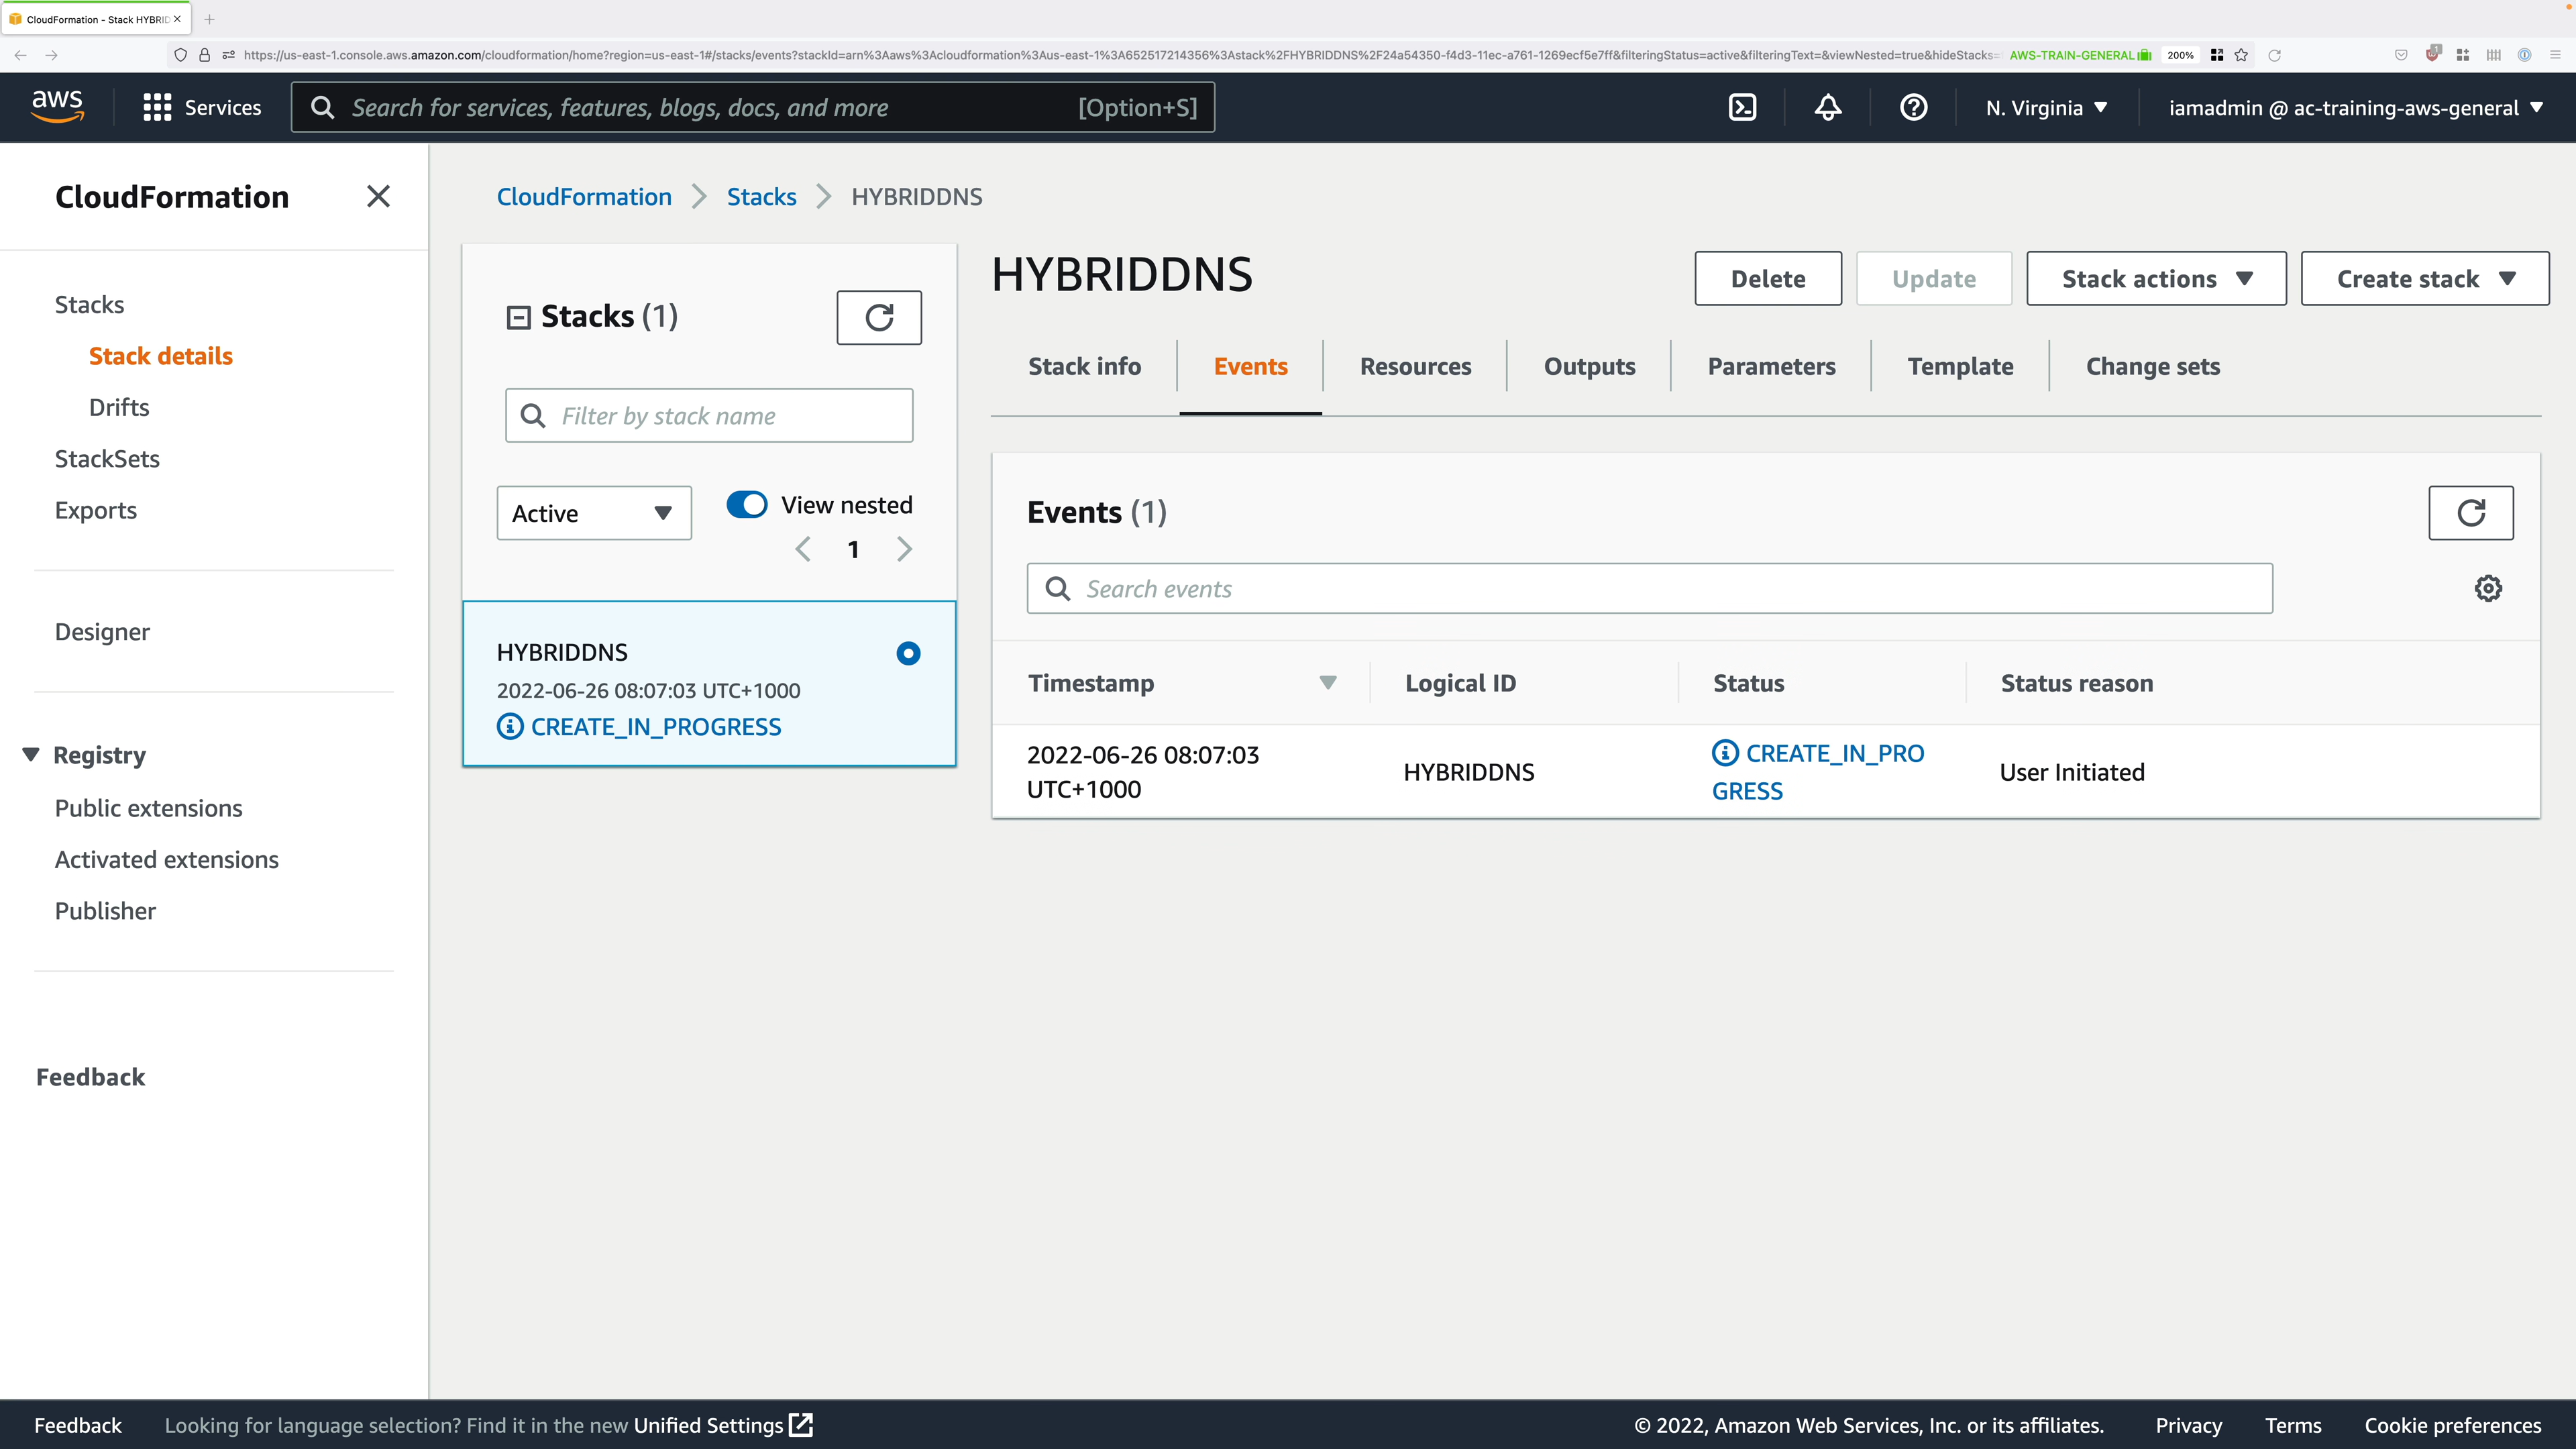 CloudFormation - Stack HYBRID
https://us-east-1.console.aws.amazon.com/cloudformation/home?region=us-east-1#/stacks/events?stackId=arn%3Aaws%3Acloudformation%3Aus-east-1%3A652517214356%3Astack%2FHYBRIDDNS%2F24a54350-f4d3-11ec-a761-1269ecf5e7ff&filteringStatus=active&filteringText=&viewNested=true&hideStacks= AWS-TRAIN-GENERAL 200%
aws Services Search for services, features, blogs, docs, and more [Option+S] N. Virginia iamadmin @ ac-training-aws-general
CloudFormation
Stacks
Stack details
Drifts
StackSets
Exports
Designer
Registry
Public extensions
Activated extensions
Publisher
Feedback
CloudFormation Stacks HYBRIDDNS
Stacks (1)
Filter by stack name
Active View nested
1
HYBRIDDNS
2022-06-26 08:07:03 UTC+1000
CREATE_IN_PROGRESS
HYBRIDDNS
Delete Update Stack actions Create stack
Stack info Events Resources Outputs Parameters Template Change sets
Events (1)
Search events
Timestamp Logical ID Status Status reason
2022-06-26 08:07:03 UTC+1000 HYBRIDDNS CREATE_IN_PROGRESS User Initiated
Feedback Looking for language selection? Find it in the new Unified Settings © 2022, Amazon Web Services, Inc. or its affiliates. Privacy Terms Cookie preferences